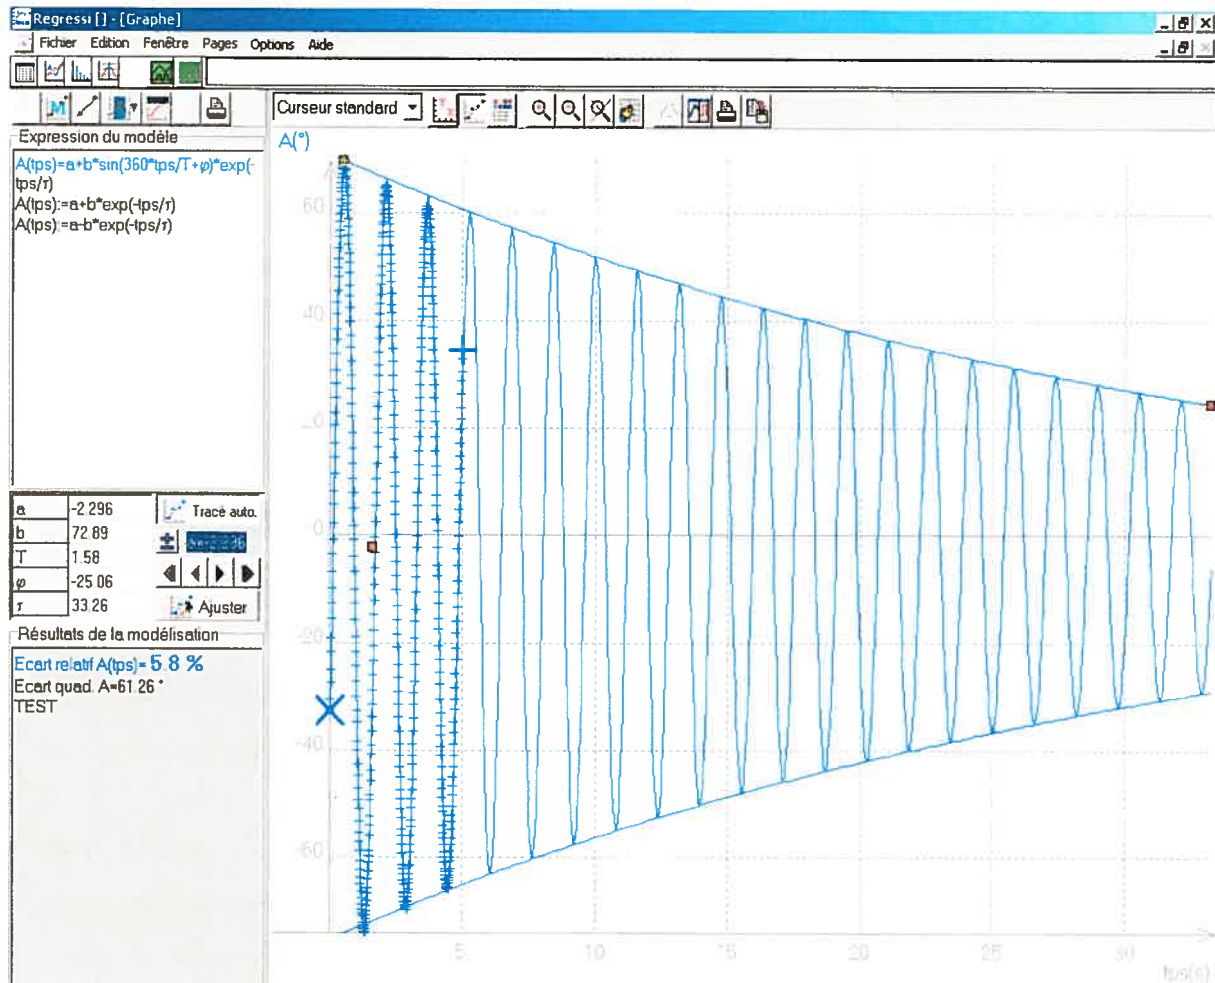 Regressi [] - [Graphe]
Fichier Edition Fenêtre Pages Options Aide
Curseur standard
Expression du modèle
A(tps)=a+b*sin(360*tps/T+φ)*exp(-
tps/τ)
A(tps):=a+b*exp(-tps/τ)
A(tps):=a-b*exp(-tps/τ)
a -2.296
b 72.89
T 1.58
φ -25.06
τ 33.26
Trace auto.
Ajuster
Résultats de la modélisation
Ecart relatif A(tps)= 5.8 %
Ecart quad. A=61.26 °
TEST
A(°)
60
40
20
0
-20
-40
-60
5 10 15 20 25 30
tps(s)